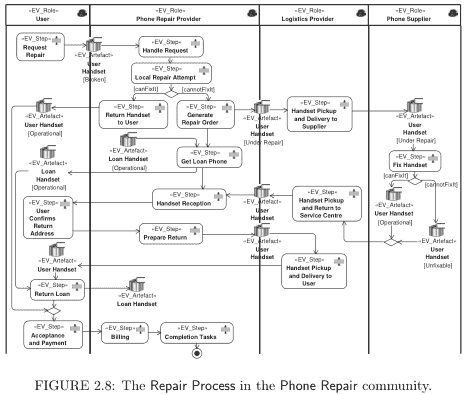 «EV_Role»
User
«EV_Role»
Phone Repair Provider
«EV_Role»
Logistics Provider
«EV_Role»
Phone Supplier
«EV_Step»
Request
Repair
«EV_Artefact»
User
Handset
[Broken]
«EV_Step»
Handle Request
«EV_Step»
Local Repair Attempt
[canFixIt]
[cannotFixIt]
«EV_Artefact»
User Handset
[Operational]
«EV_Step»
Return Handset
to User
«EV_Step»
Generate
Repair Order
«EV_Artefact»
User
Handset
[Under Repair]
«EV_Step»
Handset Pickup
and Delivery to
Supplier
«EV_Artefact»
User
Handset
[Under Repair]
«EV_Artefact»
Loan
Handset
[Operational]
«EV_Artefact»
Loan Handset
[Operational]
«EV_Step»
Get Loan Phone
«EV_Step»
Fix Handset
[canFixIt]
[cannotFixIt]
«EV_Step»
User
Confirms
Return
Address
«EV_Step»
Handset Reception
«EV_Artefact»
User
Handset
«EV_Step»
Handset Pickup
and Return to
Service Centre
«EV_Artefact»
User Handset
[Operational]
«EV_Step»
Prepare Return
«EV_Artefact»
User
Handset
«EV_Artefact»
User
Handset
[Unfixable]
«EV_Artefact»
User Handset
«EV_Step»
Handset Pickup
and Delivery to
User
«EV_Step»
Return Loan
«EV_Artefact»
Loan Handset
«EV_Step»
Acceptance
and Payment
«EV_Step»
Billing
«EV_Step»
Completion Tasks
FIGURE 2.8: The Repair Process in the Phone Repair community.